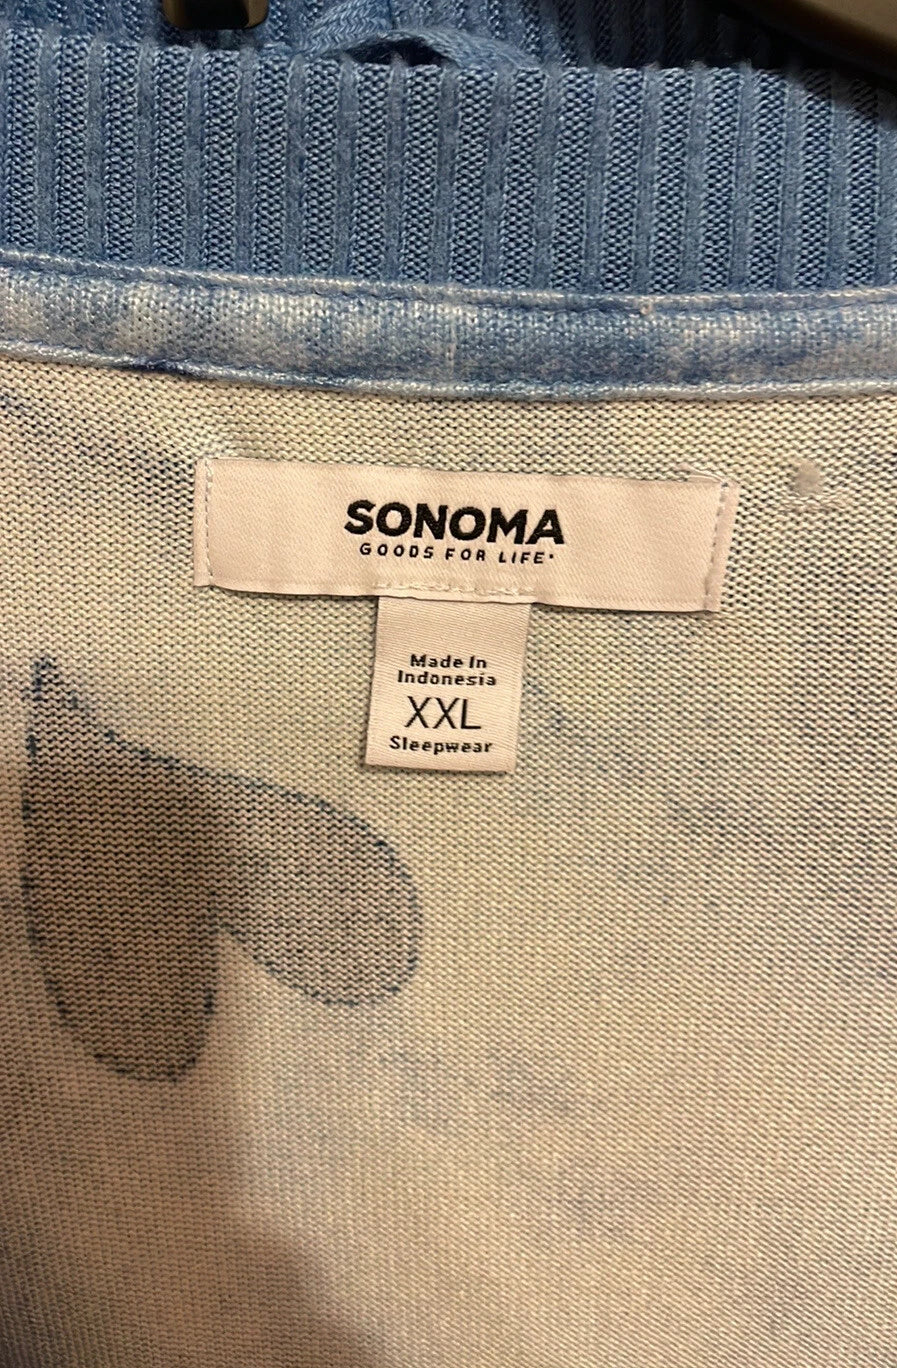 SONOMA
GOODS FOR LIFE
Made In
Indonesia
XXL
Sleepwear